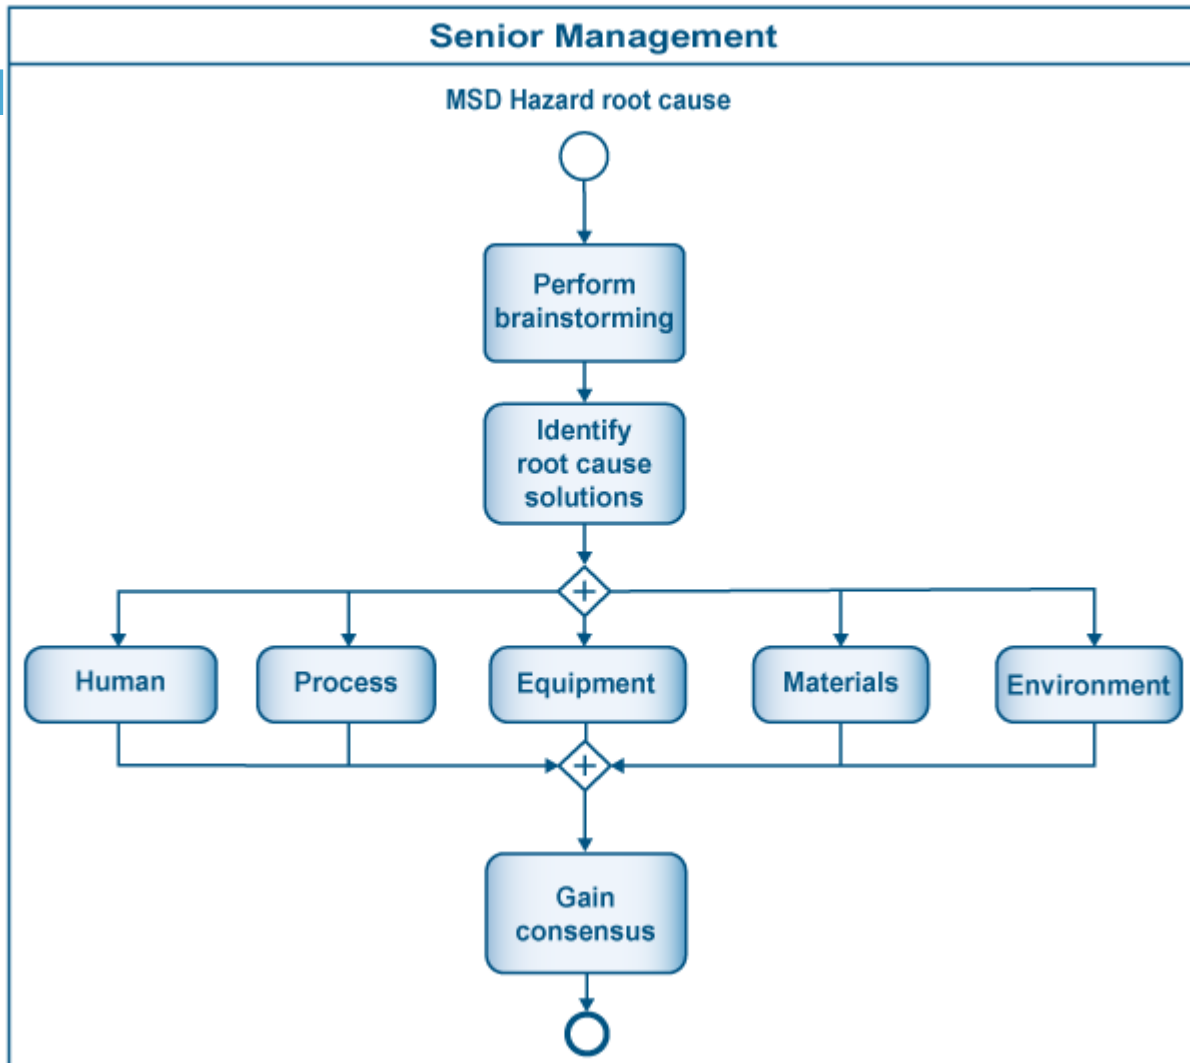 Senior Management
MSD Hazard root cause
Perform
brainstorming
Identify
root cause
solutions
Human
Process
Equipment
Materials
Environment
Gain
consensus